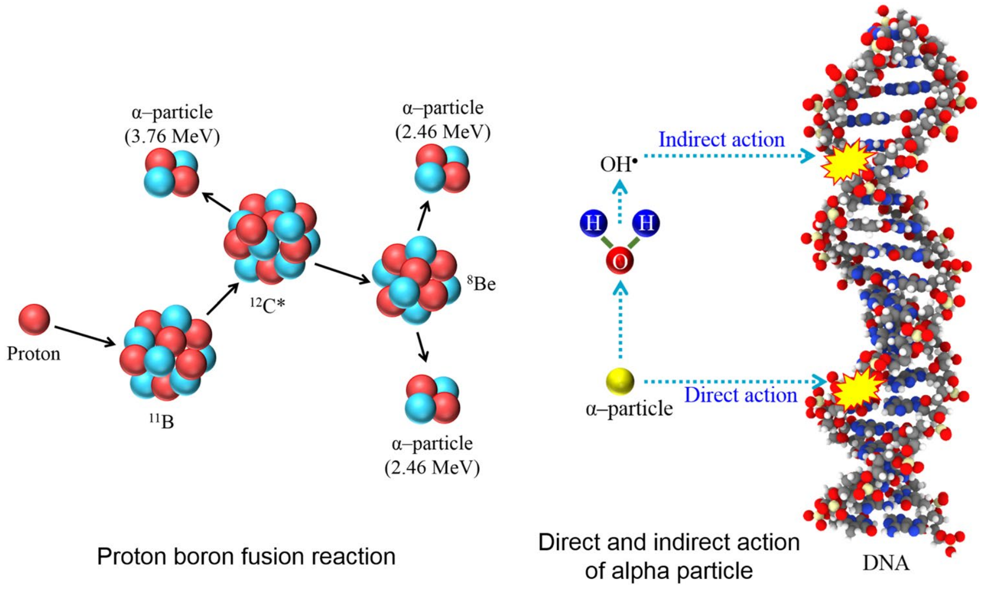 α–particle
(3.76 MeV)
α–particle
(2.46 MeV)
¹²C*
⁸Be
Proton
¹¹B
α–particle
(2.46 MeV)
Proton boron fusion reaction
Indirect action
OH•
H H
O
α–particle
Direct action
Direct and indirect action
of alpha particle
DNA